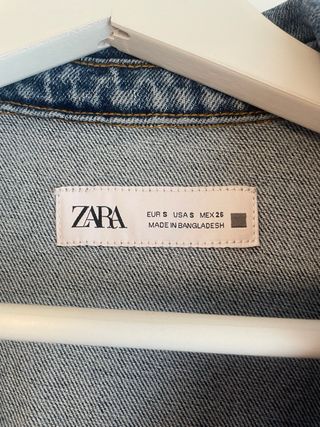 ZARA
EUR S USA S MEX 26
MADE IN BANGLADESH